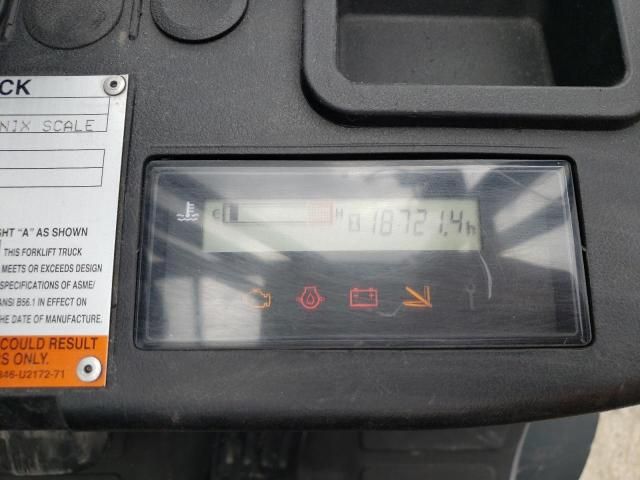 CK
NIX SCALE
GHT "A" AS SHOWN
THIS FORKLIFT TRUCK
MEETS OR EXCEEDS DESIGN
SPECIFICATIONS OF ASME/
ANSI B56.1 IN EFFECT ON
THE DATE OF MANUFACTURE.
COULD RESULT
S ONLY.
846-U2172-71
E H 18721.4h